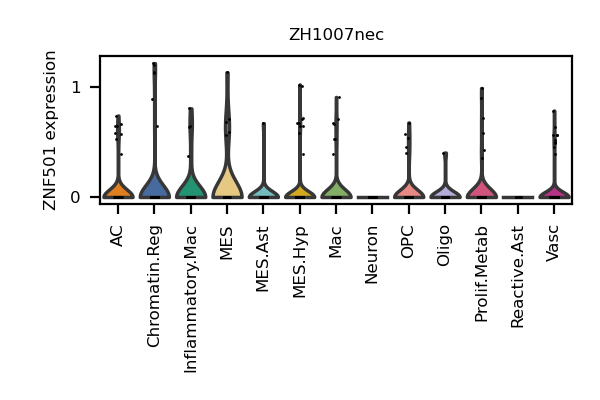 ZH1007nec
ZNF501 expression
1
0
AC
Chromatin.Reg
Inflammatory.Mac
MES
MES.Ast
MES.Hyp
Mac
Neuron
OPC
Oligo
Prolif.Metab
Reactive.Ast
Vasc